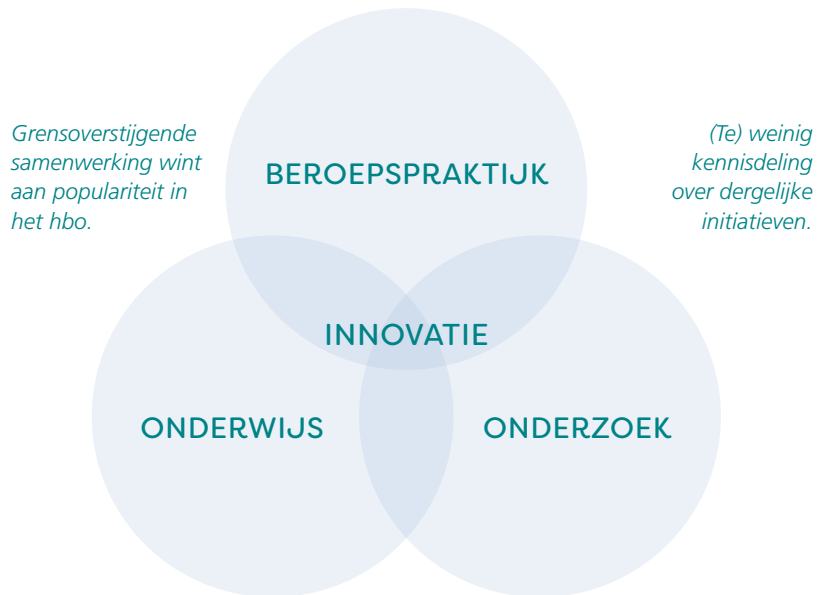 Grensoverstijgende
samenwerking wint
aan populariteit in
het hbo.
(Te) weinig
kennisdeling
over dergelijke
initiatieven.
BEROEPSPRAKTIJK
INNOVATIE
ONDERWIJS
ONDERZOEK